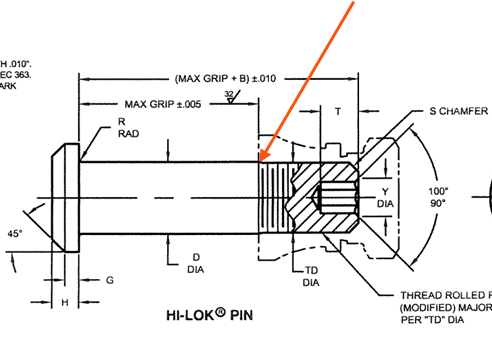 H .010".
EC 363.
ARK
(MAX GRIP + B) ±.010
MAX GRIP ±.005
32
T
S CHAMFER
R
RAD
Y
DIA
100°
90°
45°
D
DIA
TD
DIA
G
H
HI-LOK® PIN
THREAD ROLLED
(MODIFIED) MAJOR
PER "TD" DIA